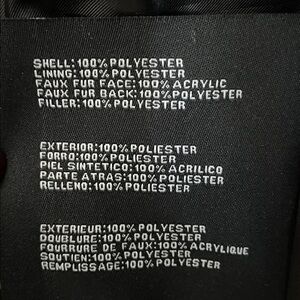 SHELL:100% POLYESTER
LINING:100% POLYESTER
FAUX FUR FACE:100% ACRYLIC
FAUX FUR BACK:100% POLYESTER
FILLER:100% POLYESTER
EXTERIOR:100% POLIESTER
FORRO:100% POLIESTER
PIEL SINTETICO:100% ACRILICO
PARTE ATRAS:100% POLIESTER
RELLENO:100% POLIESTER
EXTERIEUR:100% POLYESTER
DOUBLURE:100% POLYESTER
FOURRURE DE FAUX:100% ACRYLIQUE
SOUTIEN:100% POLYESTER
REMPLISSAGE:100% POLYESTER